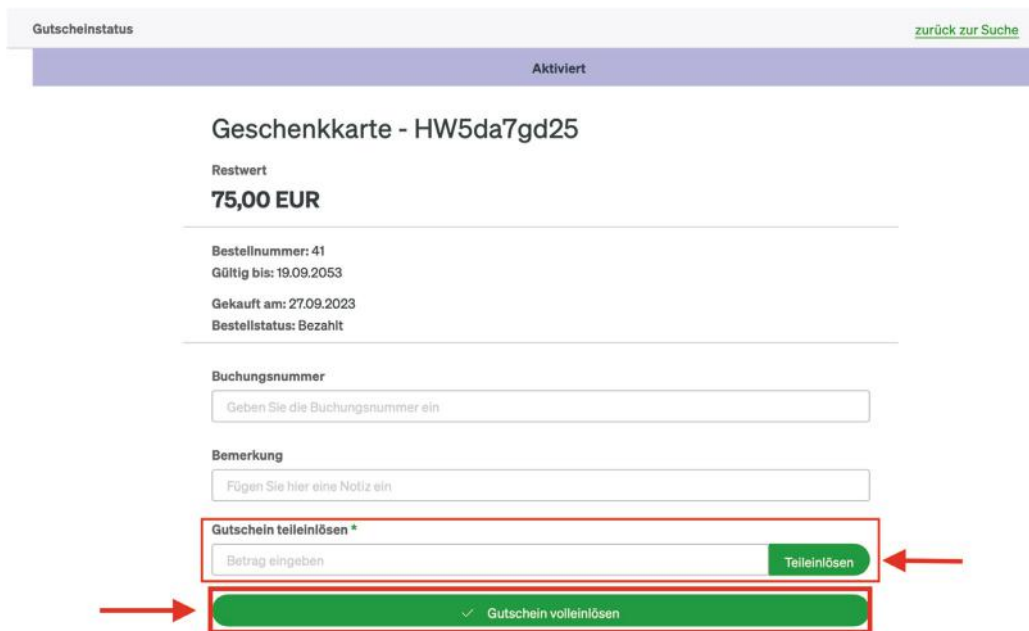 Gutscheinstatus
zurück zur Suche
Aktiviert
Geschenkkarte - HW5da7gd25
Restwert
75,00 EUR
Bestellnummer: 41
Gültig bis: 19.09.2053
Gekauft am: 27.09.2023
Bestellstatus: Bezahlt
Buchungsnummer
Geben Sie die Buchungsnummer ein
Bemerkung
Fügen Sie hier eine Notiz ein
Gutschein teileinlösen *
Betrag eingeben
Teileinlösen
✓ Gutschein volleinlösen